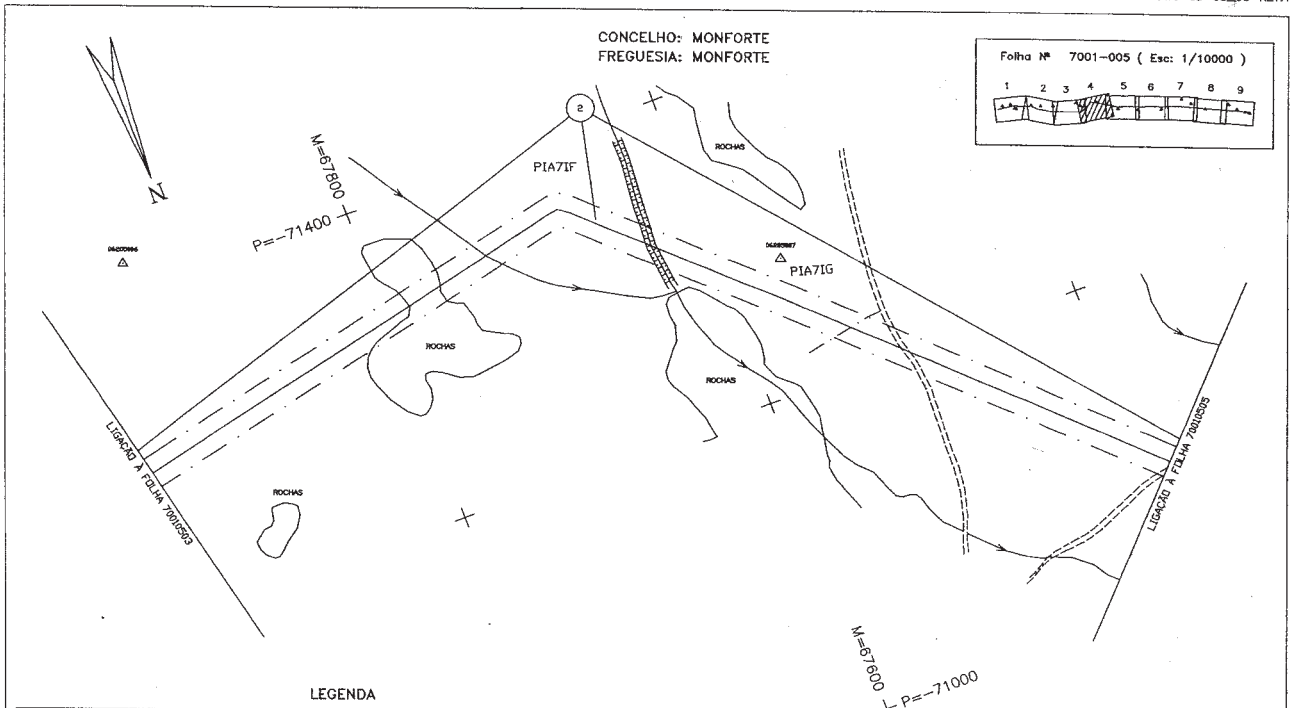 CONCELHO: MONFORTE
FREGUESIA: MONFORTE
Folha Nº 7001-005 ( Esc: 1/10000 )
1 2 3 4 5 6 7 8 9
N
M=67800
P=-71400
2
PIA7IF
ROCHAS
PIA7IG
ROCHAS
ROCHAS
ROCHAS
LIGAÇÃO À FOLHA 70010503
LIGAÇÃO À FOLHA 70010505
M=67600
P=-71000
LEGENDA